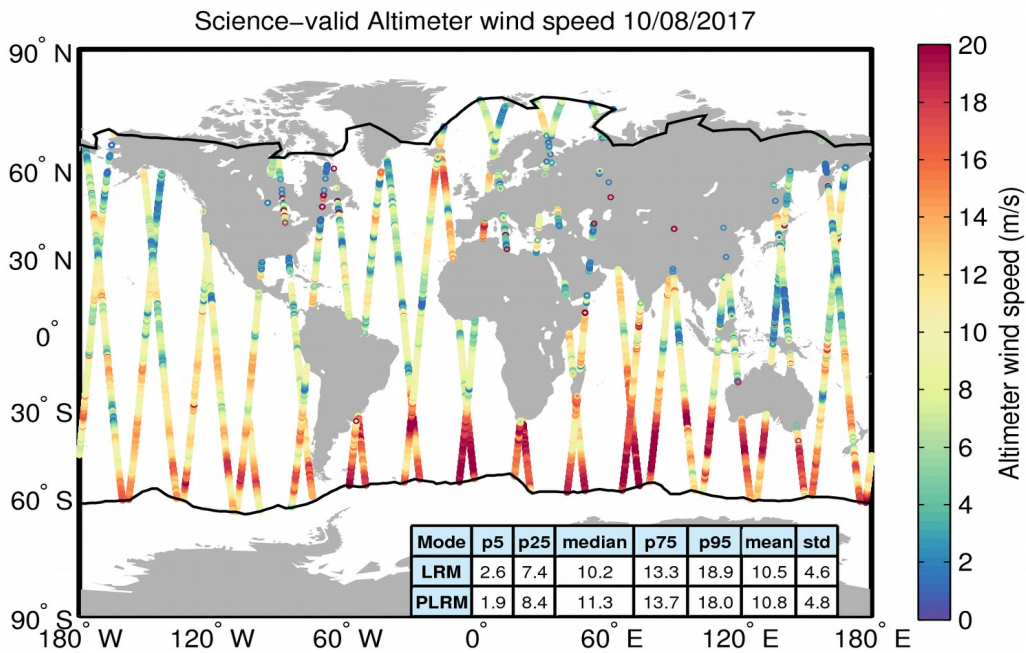 Science−valid Altimeter wind speed 10/08/2017
90° N
60° N
30° N
0°
30° S
60° S
90° S
180° W
120° W
60° W
0°
60° E
120° E
180° E
Mode p5 p25 median p75 p95 mean std
LRM 2.6 7.4 10.2 13.3 18.9 10.5 4.6
PLRM 1.9 8.4 11.3 13.7 18.0 10.8 4.8
20
18
16
14
12
10
8
6
4
2
0
Altimeter wind speed (m/s)